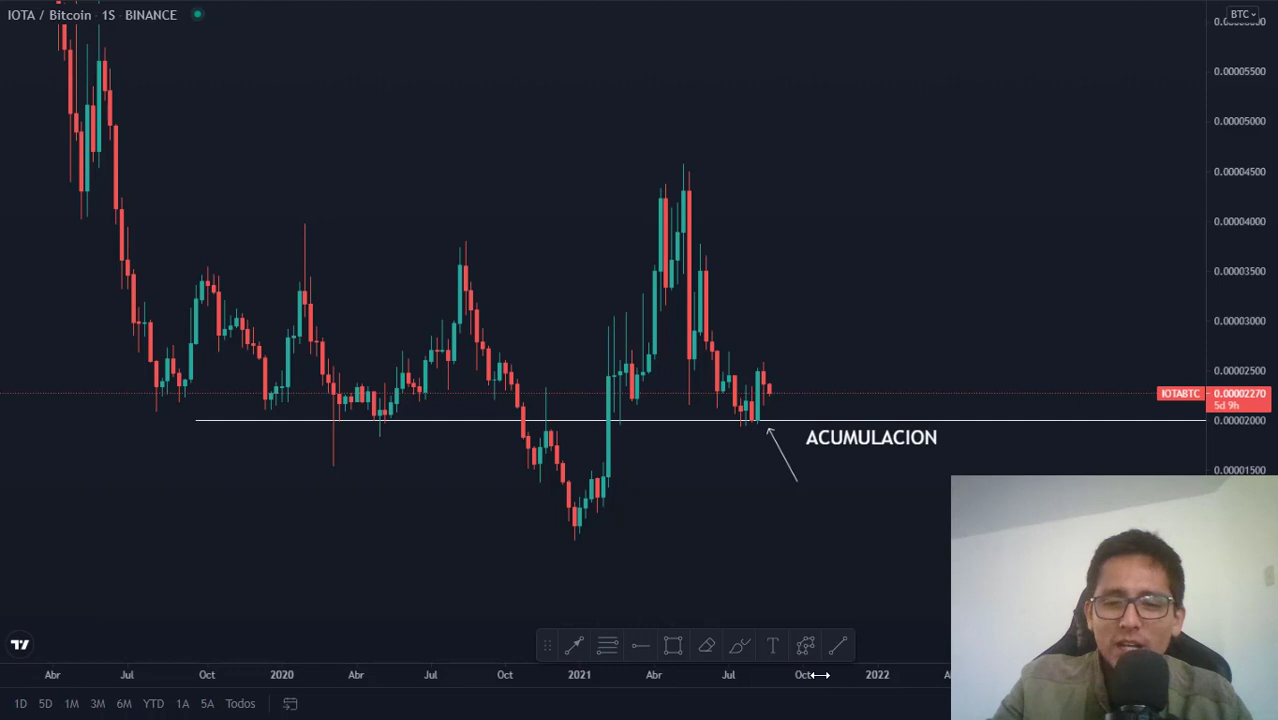 IOTA / Bitcoin · 1S · BINANCE
BTC
0.00005500
0.00005000
0.00004500
0.00004000
0.00003500
0.00003000
0.00002500
IOTABTC 0.00002270
5d 9h
0.00002000
ACUMULACION
0.00001500
Abr Jul Oct 2020 Abr Jul Oct 2021 Abr Jul Oct 2022
1D 5D 1M 3M 6M YTD 1A 5A Todos